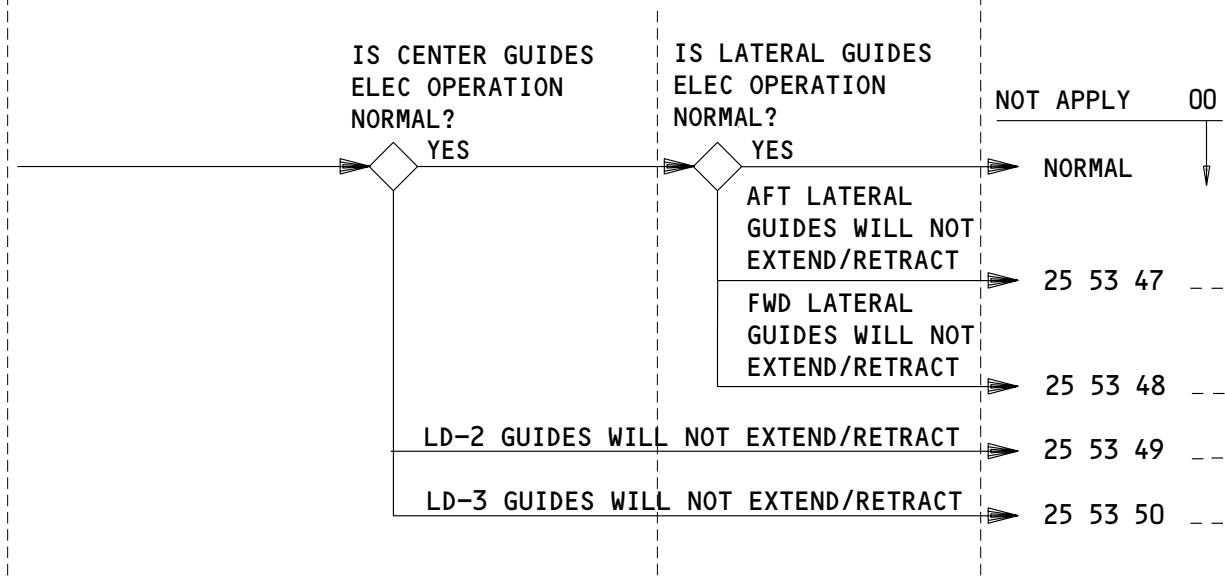 IS CENTER GUIDES
ELEC OPERATION
NORMAL?
YES
IS LATERAL GUIDES
ELEC OPERATION
NORMAL?
YES
NOT APPLY 00
NORMAL
AFT LATERAL
GUIDES WILL NOT
EXTEND/RETRACT
25 53 47 _ _
FWD LATERAL
GUIDES WILL NOT
EXTEND/RETRACT
25 53 48 _ _
LD-2 GUIDES WILL NOT EXTEND/RETRACT
25 53 49 _ _
LD-3 GUIDES WILL NOT EXTEND/RETRACT
25 53 50 _ _